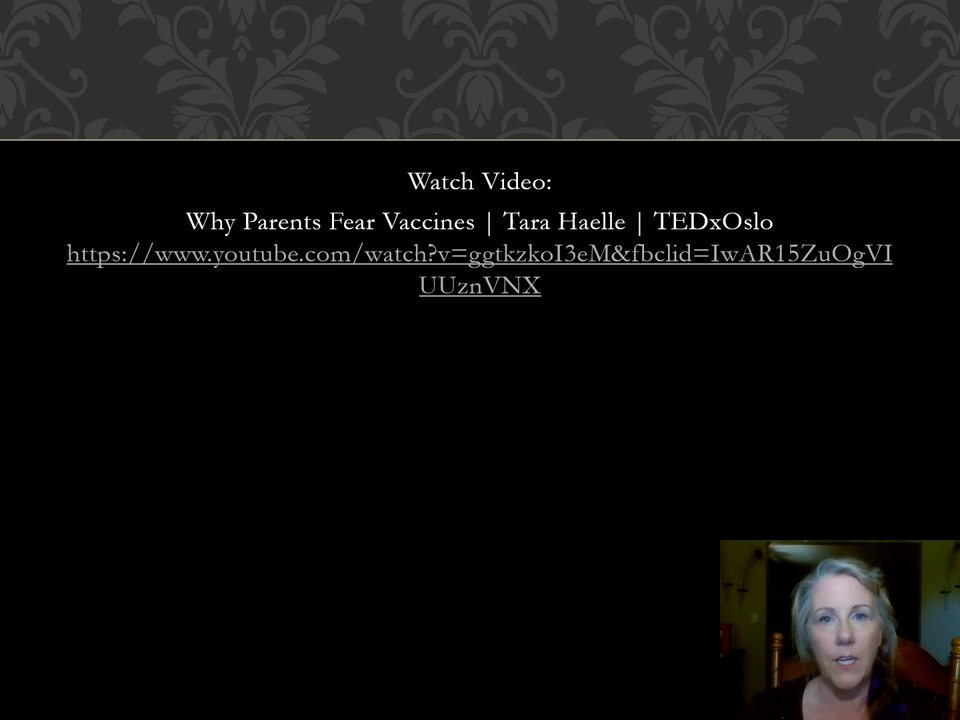 Watch Video:
Why Parents Fear Vaccines | Tara Haelle | TEDxOslo
https://www.youtube.com/watch?v=ggtkzkoI3eM&fbclid=IwAR15ZuOgVI
UUznVNX